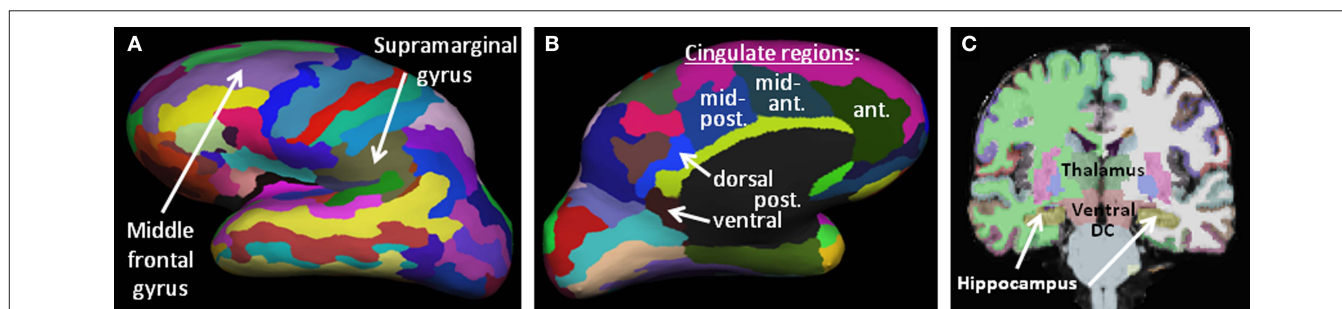 A
Supramarginal
gyrus
Middle
frontal
gyrus
B
Cingulate regions:
mid-
post.
mid-
ant.
ant.
dorsal
post.
ventral
C
Thalamus
Ventral
DC
Hippocampus